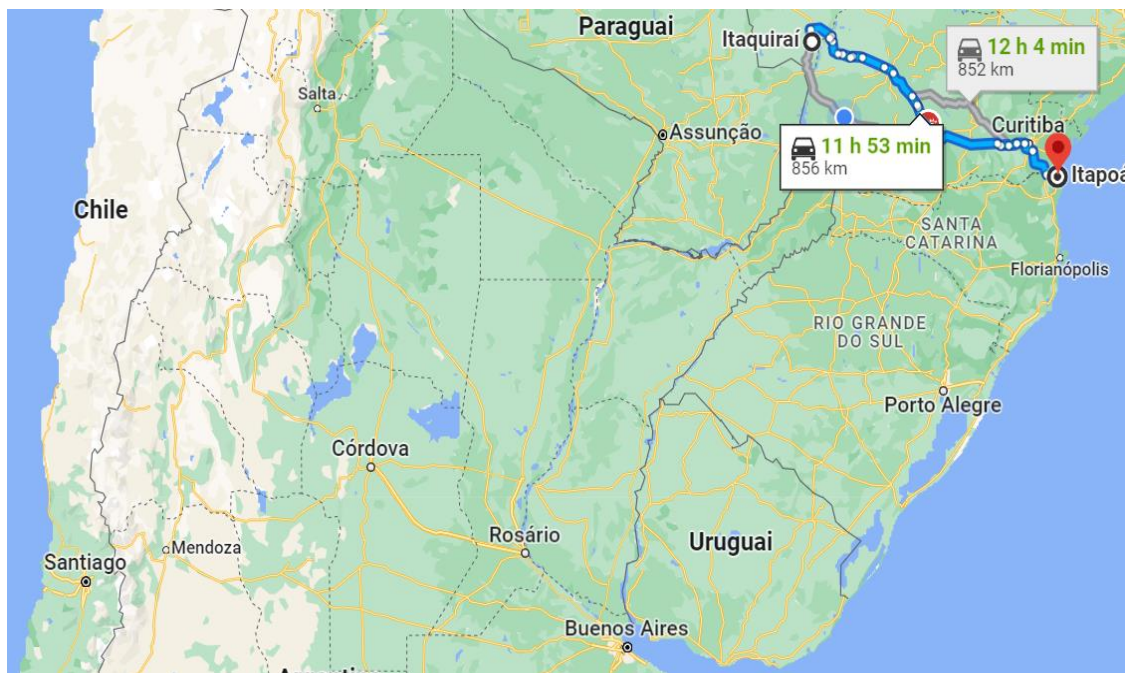 Paraguai
Itaquiraí
12 h 4 min
852 km
Salta
Assunção
Curitiba
11 h 53 min
856 km
Itapoá
Chile
SANTA
CATARINA
Florianópolis
RIO GRANDE
DO SUL
Porto Alegre
Córdova
Rosário
Uruguai
Mendoza
Santiago
Buenos Aires